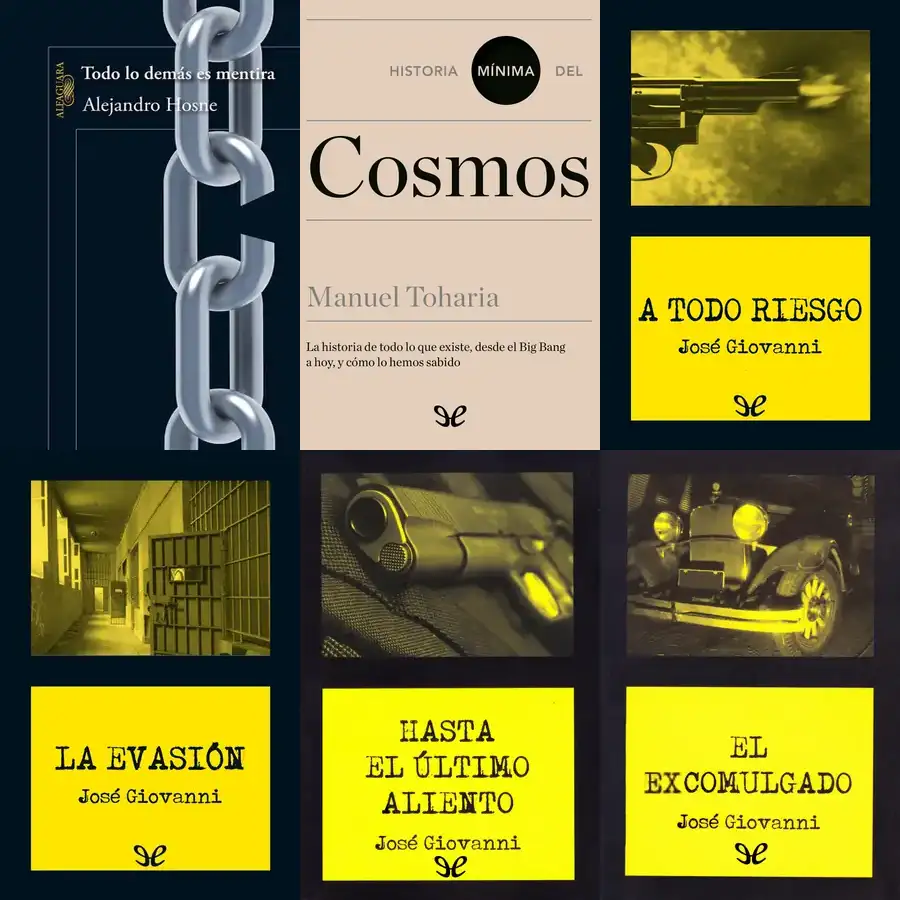 ALFAGUARA
Todo lo demás es mentira
Alejandro Hosne
HISTORIA MÍNIMA DEL
Cosmos
Manuel Toharia
La historia de todo lo que existe, desde el Big Bang
a hoy, y cómo lo hemos sabido
A TODO RIESGO
José Giovanni
LA EVASIÓN
José Giovanni
HASTA
EL ÚLTIMO
ALIENTO
José Giovanni
EL
EXCOMULGADO
José Giovanni